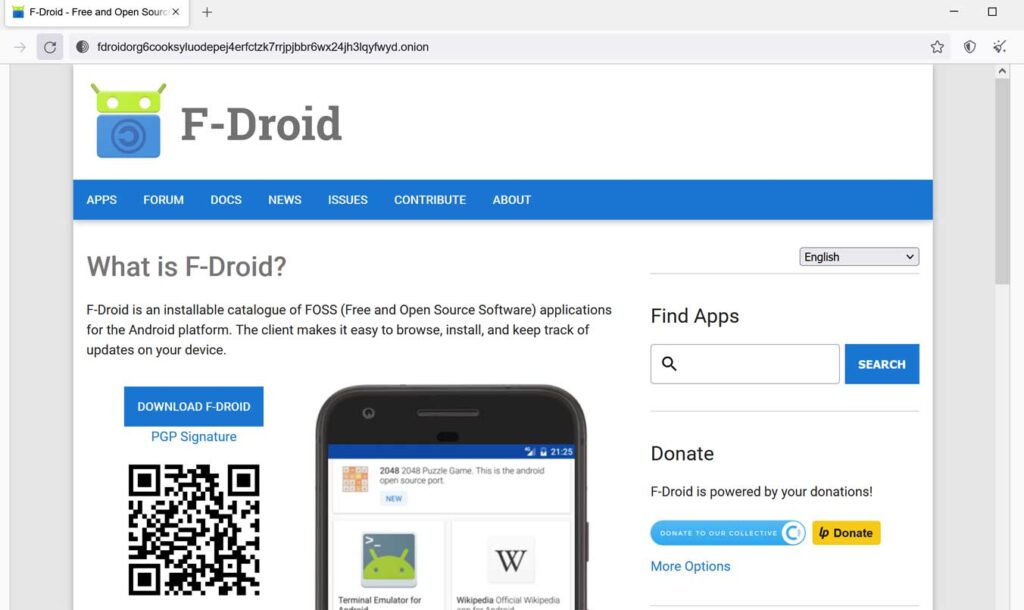 F-Droid - Free and Open Sourc
fdroidorg6cooksyluodepej4erfctzk7rrjpjbbr6wx24jh3lqyfwyd.onion
F-Droid
APPS FORUM DOCS NEWS ISSUES CONTRIBUTE ABOUT
What is F-Droid?
F-Droid is an installable catalogue of FOSS (Free and Open Source Software) applications
for the Android platform. The client makes it easy to browse, install, and keep track of
updates on your device.
DOWNLOAD F-DROID
PGP Signature
21:25
2048 2048 Puzzle Game. This is the android
open source port.
NEW
W
Terminal Emulator for
Android
Wikipedia Official Wikipedia
app for Android
English
Find Apps
SEARCH
Donate
F-Droid is powered by your donations!
DONATE TO OUR COLLECTIVE
lp Donate
More Options